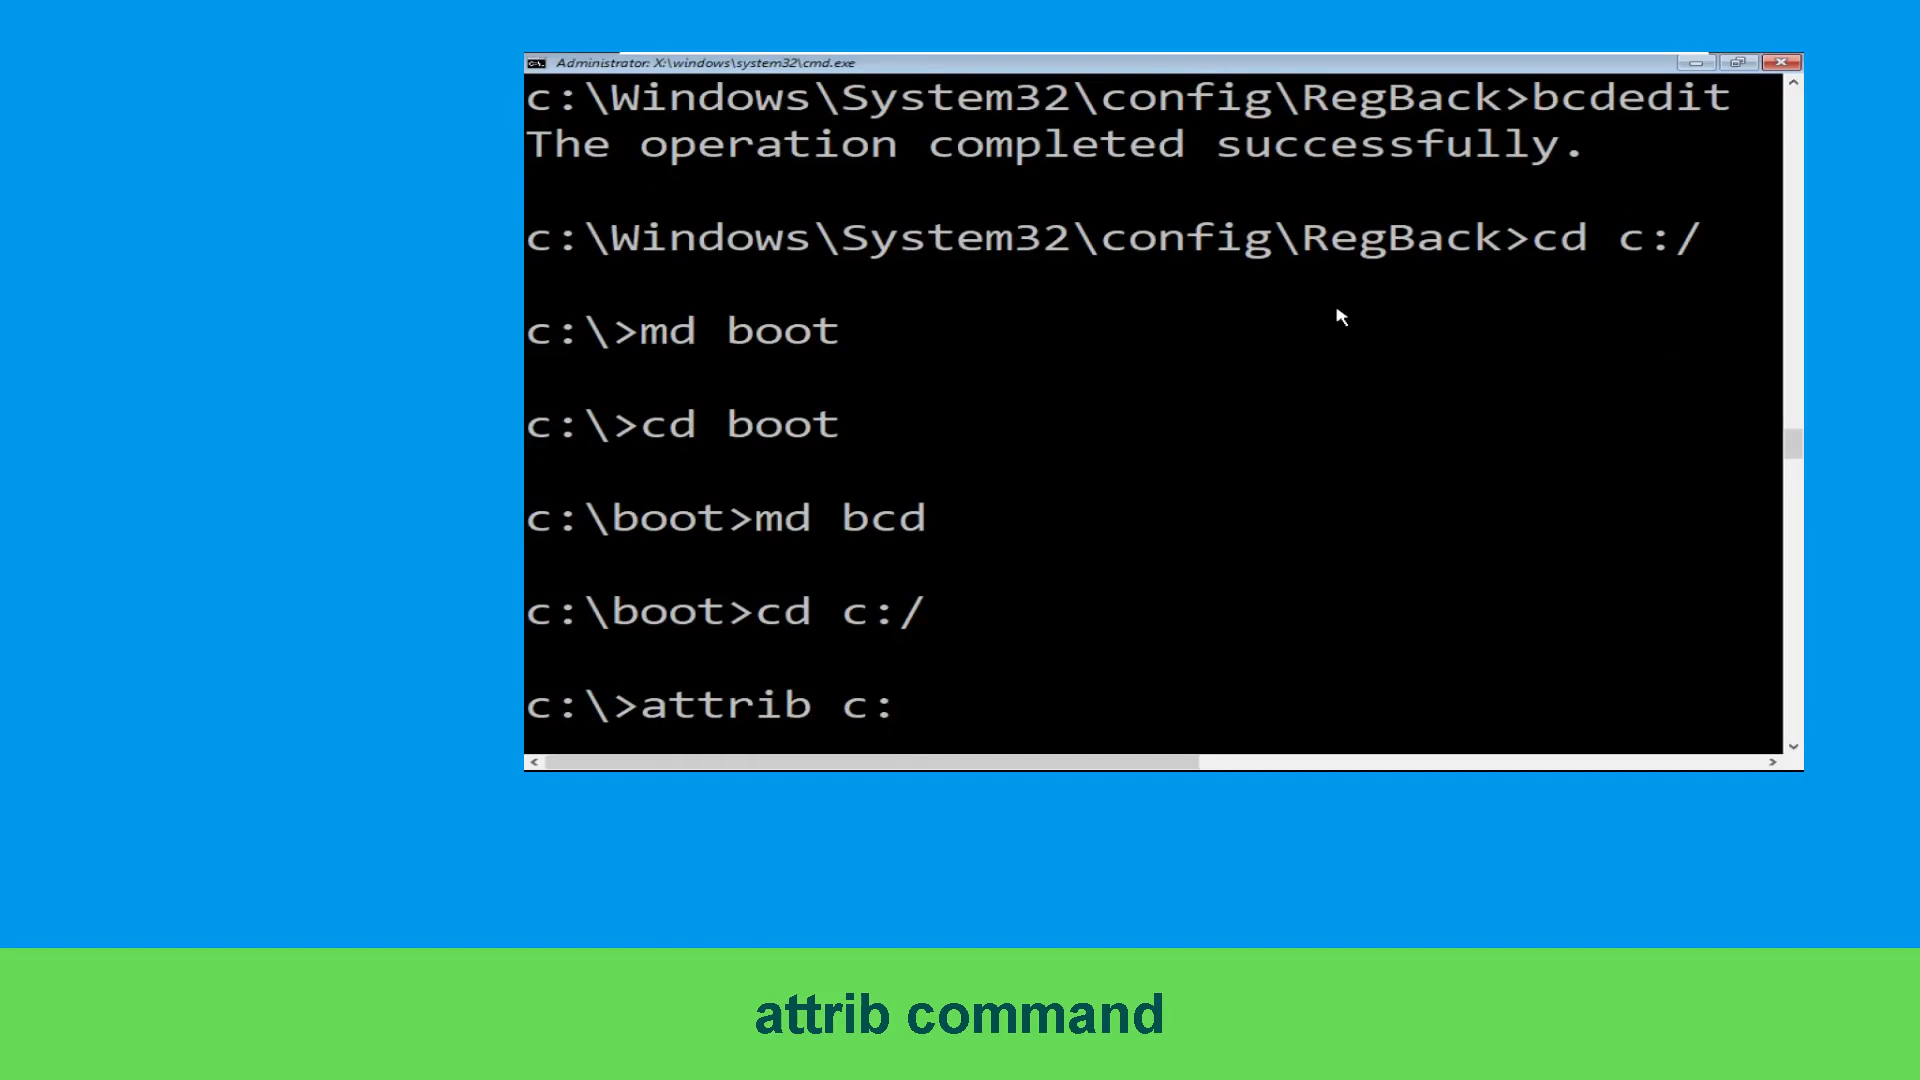 Administrator: X:\windows\system32\cmd.exe
c:\Windows\System32\config\RegBack>bcdedit
The operation completed successfully.
c:\Windows\System32\config\RegBack>cd c:/
c:\>md boot
c:\>cd boot
c:\boot>md bcd
c:\boot>cd c:/
c:\>attrib c:
attrib command